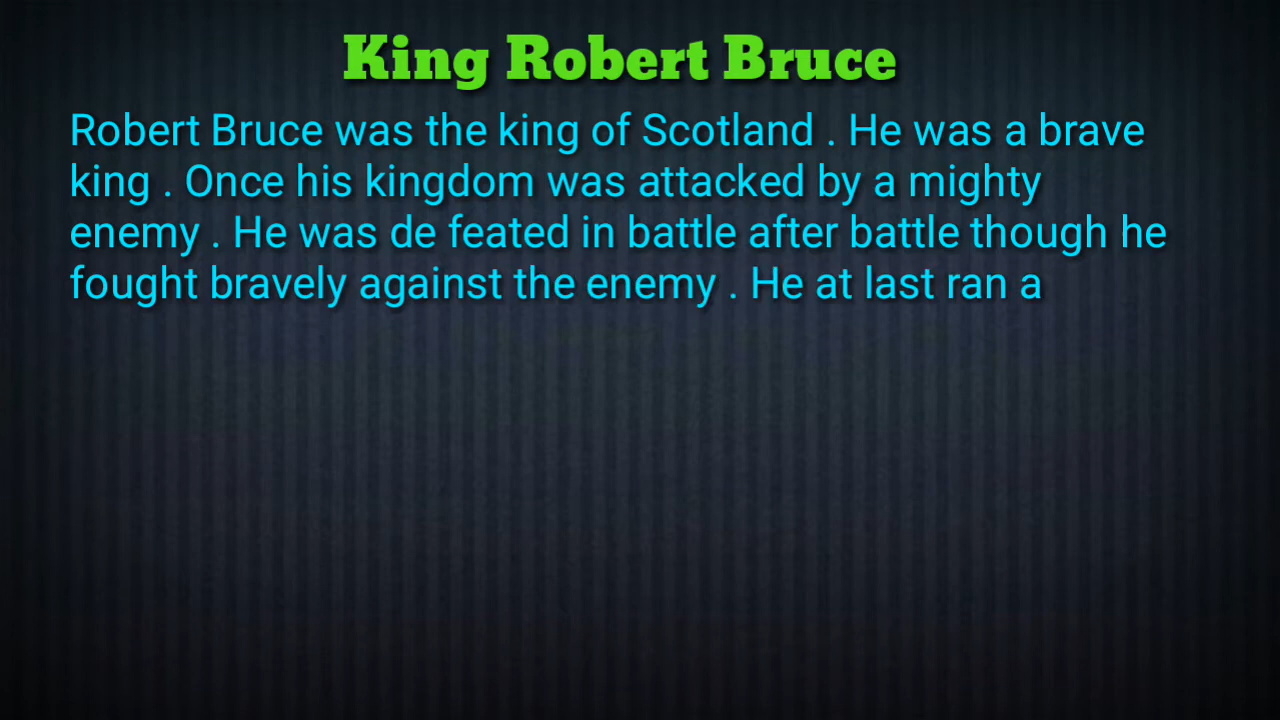 King Robert Bruce
Robert Bruce was the king of Scotland . He was a brave
king . Once his kingdom was attacked by a mighty
enemy . He was de feated in battle after battle though he
fought bravely against the enemy . He at last ran a